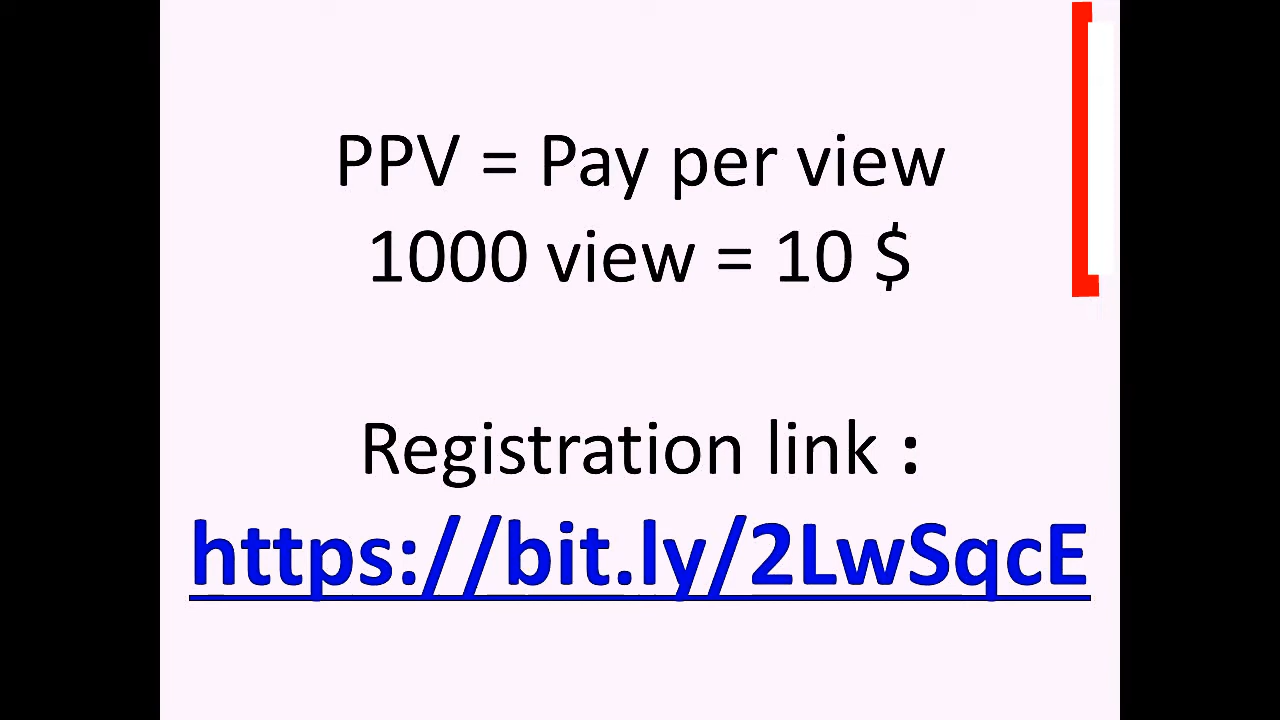 PPV = Pay per view
1000 view = 10 $
Registration link :
https://bit.ly/2LwSqcE